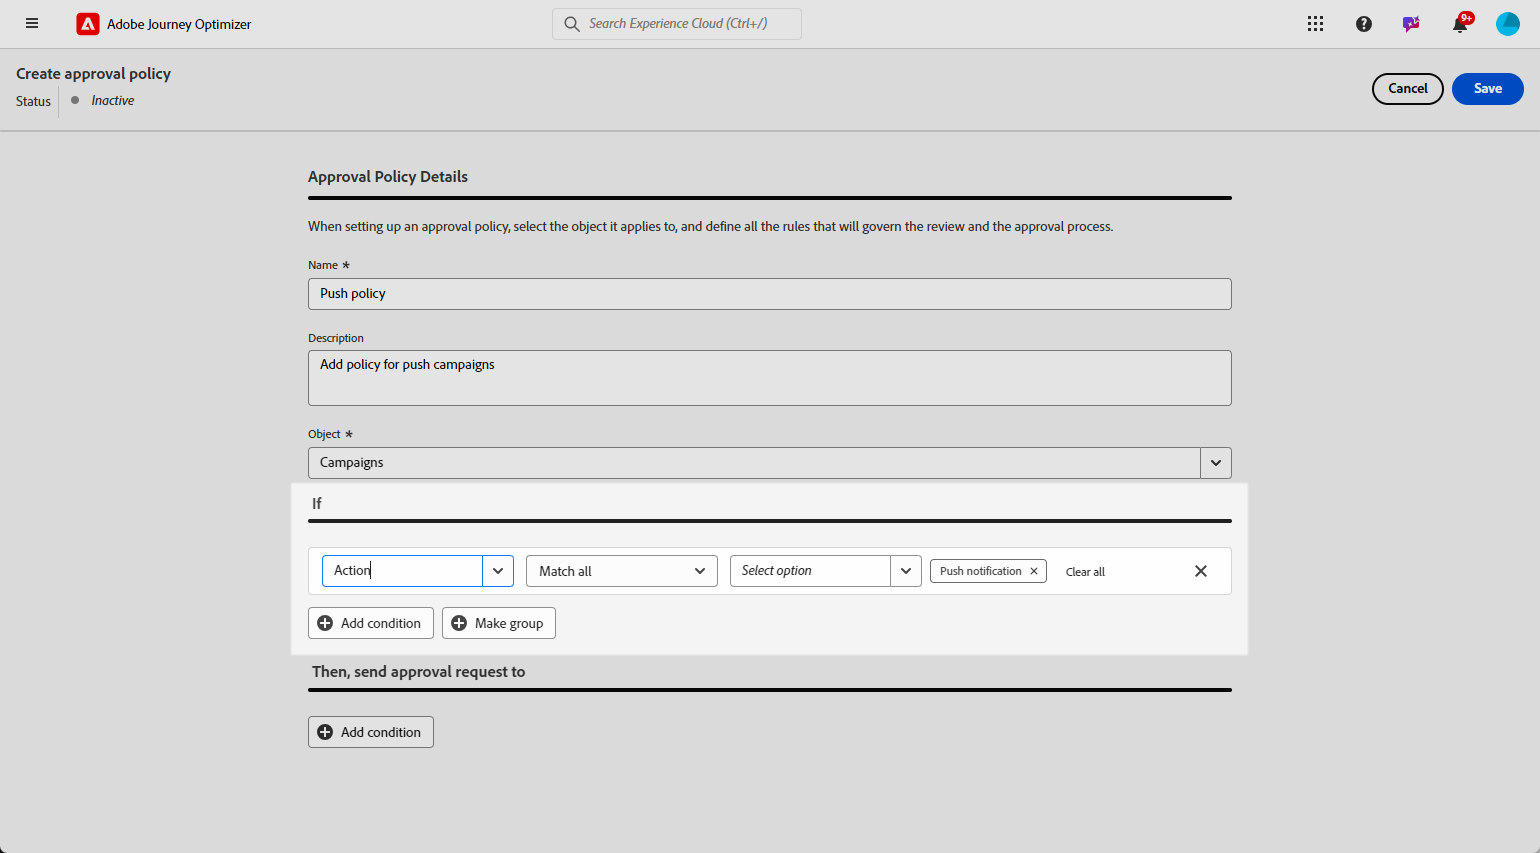 Adobe Journey Optimizer
Search Experience Cloud (Ctrl+/)
9+
Create approval policy
Status
Inactive
Cancel
Save
Approval Policy Details
When setting up an approval policy, select the object it applies to, and define all the rules that will govern the review and the approval process.
Name *
Push policy
Description
Add policy for push campaigns
Object *
Campaigns
If
Action
Match all
Select option
Push notification
Clear all
Add condition
Make group
Then, send approval request to
Add condition